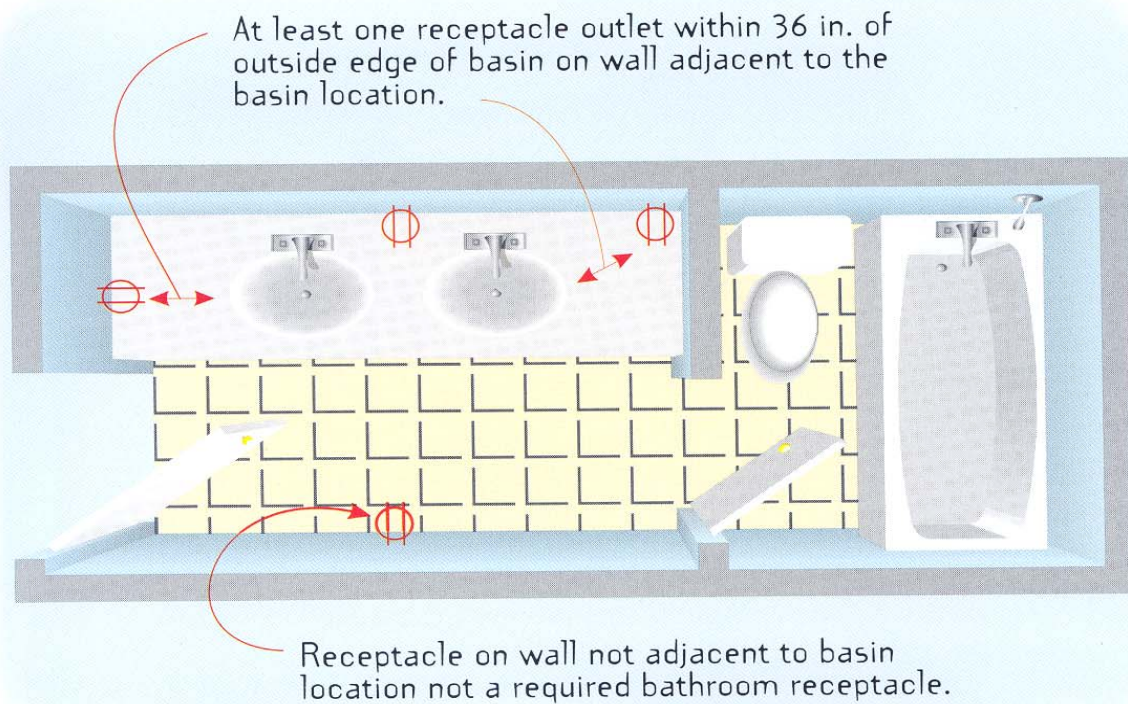 At least one receptacle outlet within 36 in. of
outside edge of basin on wall adjacent to the
basin location.
Receptacle on wall not adjacent to basin
location not a required bathroom receptacle.